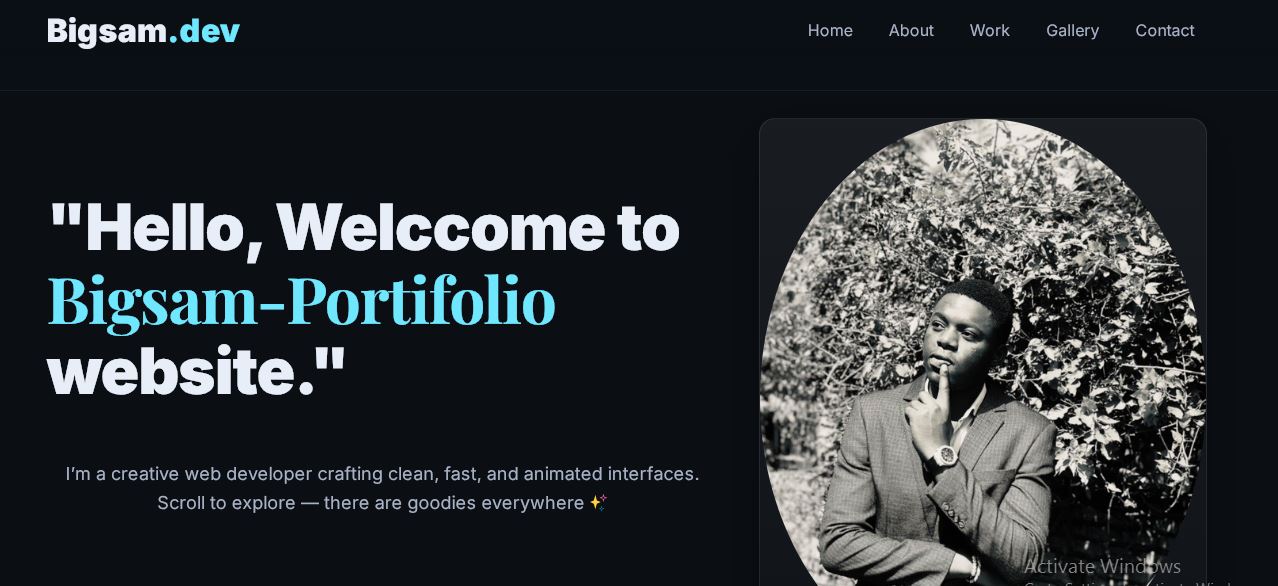 Bigsam.dev
Home About Work Gallery Contact
"Hello, Welccome to
Bigsam-Portifolio
website."
I’m a creative web developer crafting clean, fast, and animated interfaces.
Scroll to explore — there are goodies everywhere ✨
Activate Windows